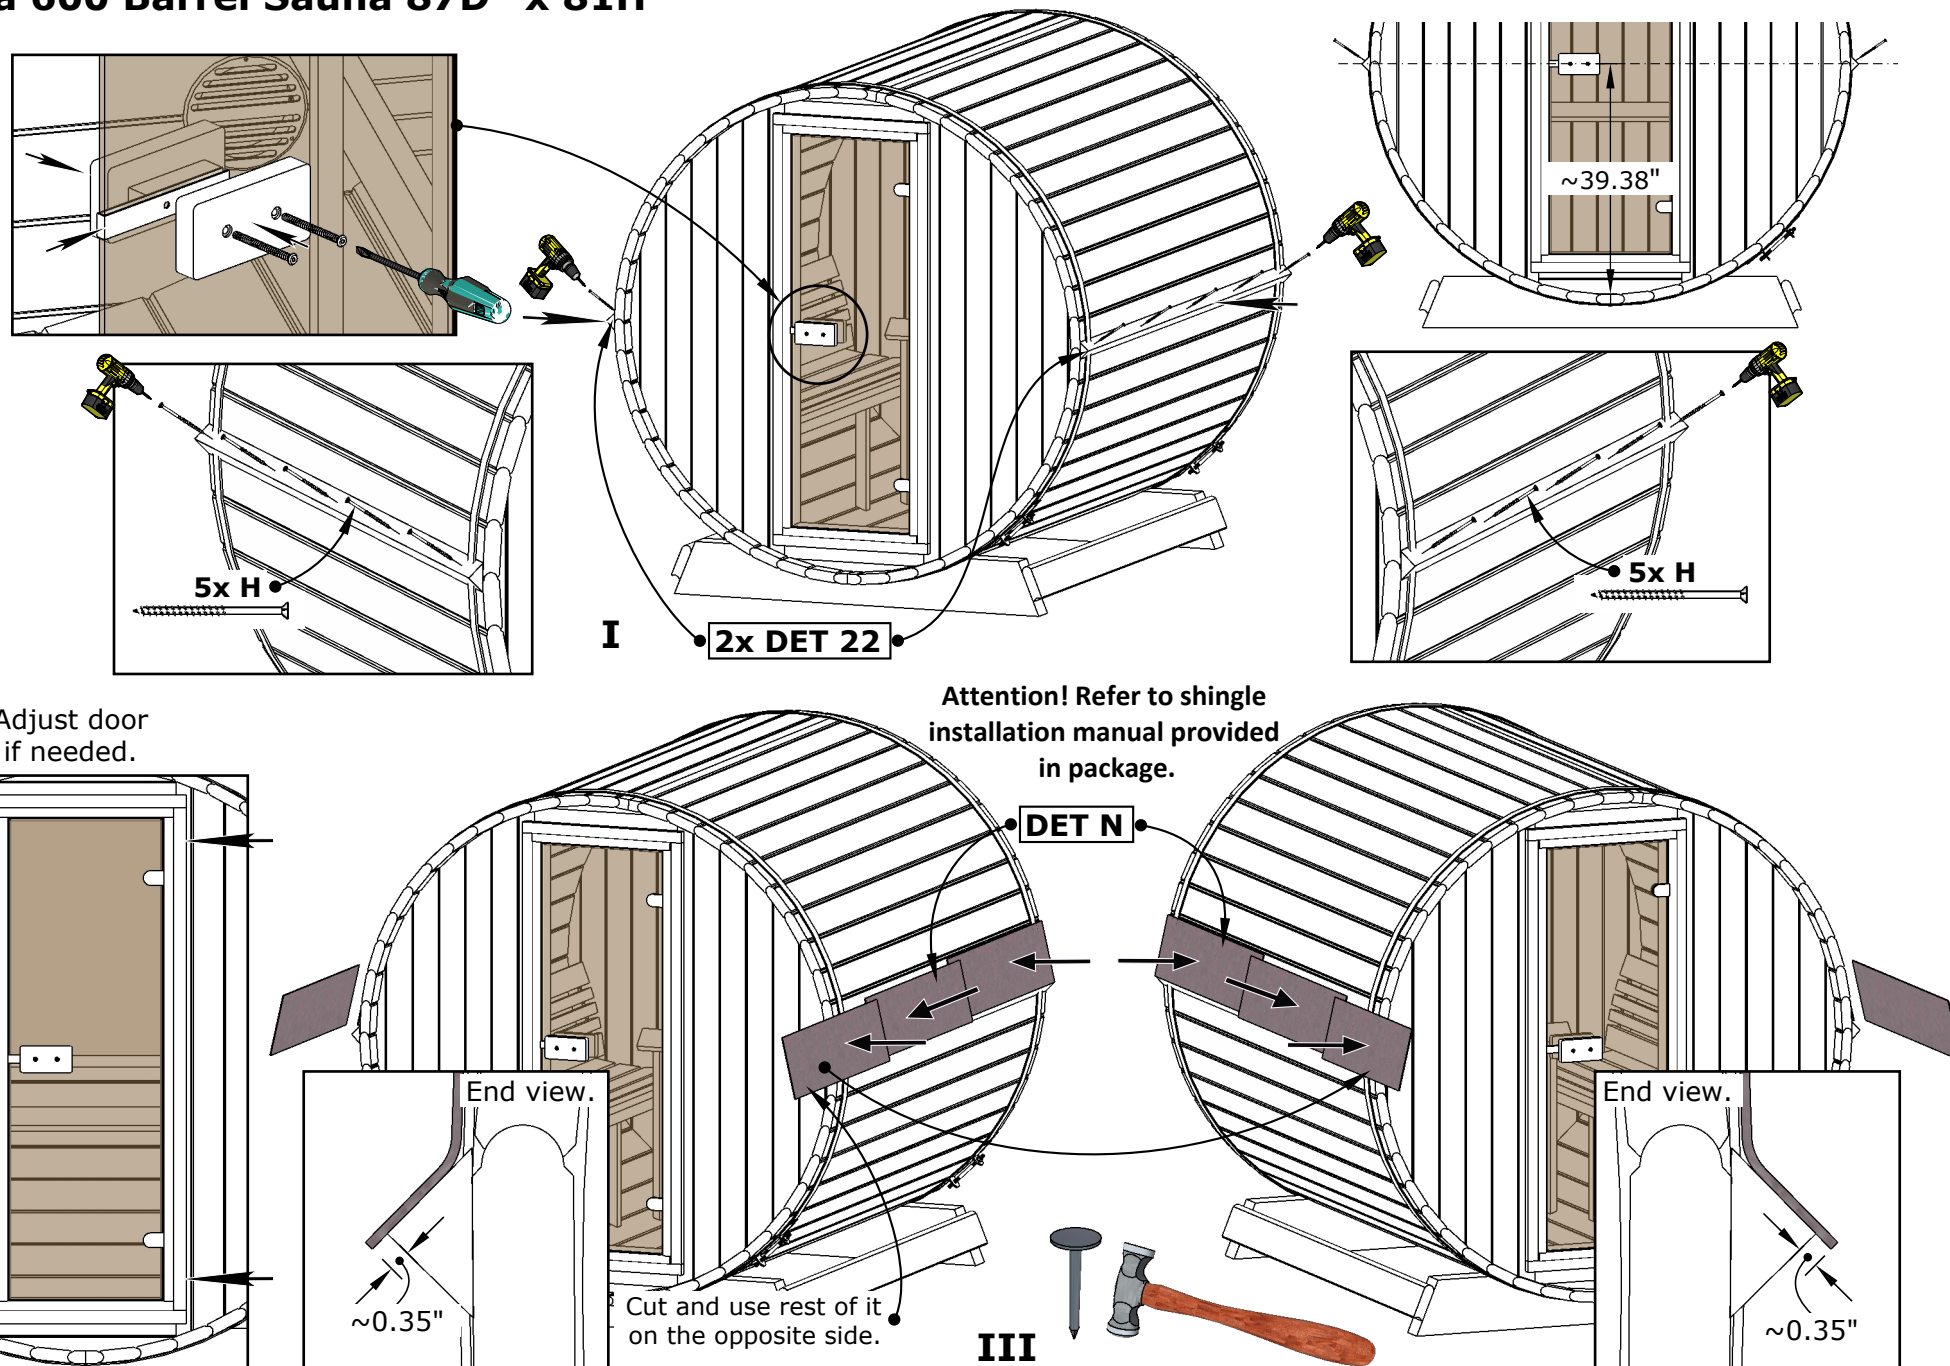 600 Barrel Sauna 87D" x 81H"
~39.38"
5x H
5x H
I
2x DET 22
Adjust door
if needed.
Attention! Refer to shingle
installation manual provided
in package.
DET N
End view.
End view.
~0.35"
~0.35"
Cut and use rest of it
on the opposite side.
III